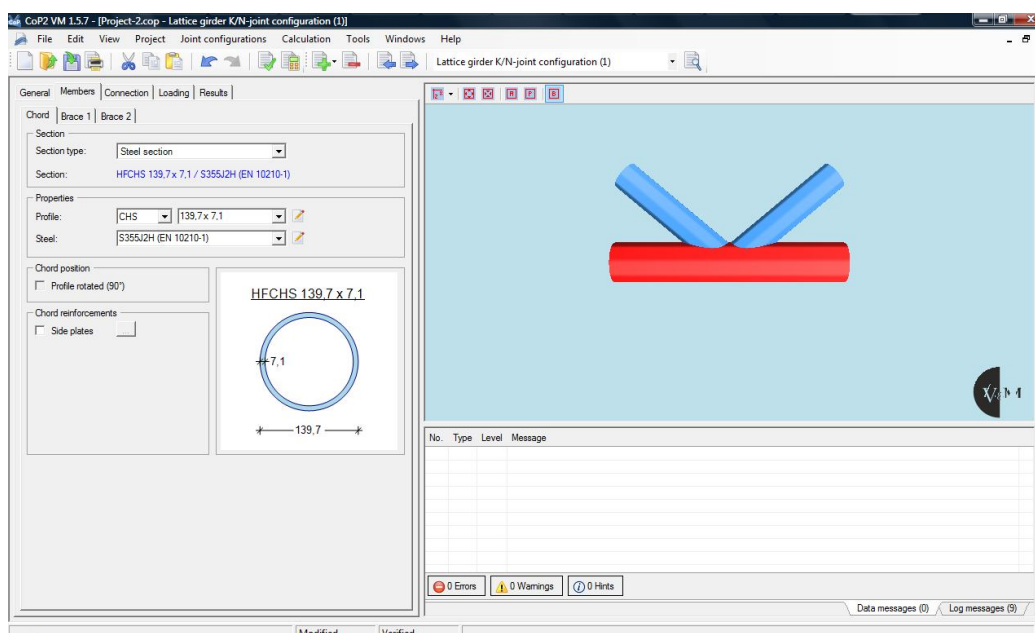 CoP2 VM 1.5.7 - [Project-2.cop - Lattice girder K/N-joint configuration (1)]
File Edit View Project Joint configurations Calculation Tools Windows Help
Lattice girder K/N-joint configuration (1)
General Members Connection Loading Results
Chord Brace 1 Brace 2
Section
Section type: Steel section
Section: HFCHS 139,7 x 7,1 / S355J2H (EN 10210-1)
Properties
Profile: CHS 139,7 x 7,1
Steel: S355J2H (EN 10210-1)
Chord position
Profile rotated (90°)
Chord reinforcements
Side plates ...
HFCHS 139,7 x 7,1
7,1
139,7
No. Type Level Message
0 Errors 0 Warnings 0 Hints
Data messages (0) Log messages (9)
Modified Verified